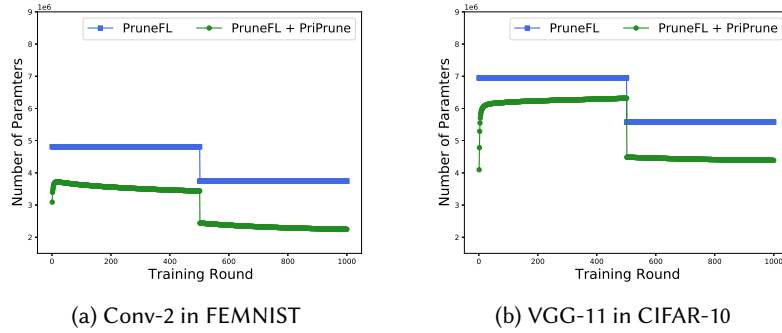 1e6
9
8
7
6
5
4
3
2
0 200 400 600 800 1000
Number of Paramters
Training Round
PruneFL PruneFL + PriPrune
(a) Conv-2 in FEMNIST
1e6
9
8
7
6
5
4
3
2
0 200 400 600 800 1000
Number of Paramters
Training Round
PruneFL PruneFL + PriPrune
(b) VGG-11 in CIFAR-10